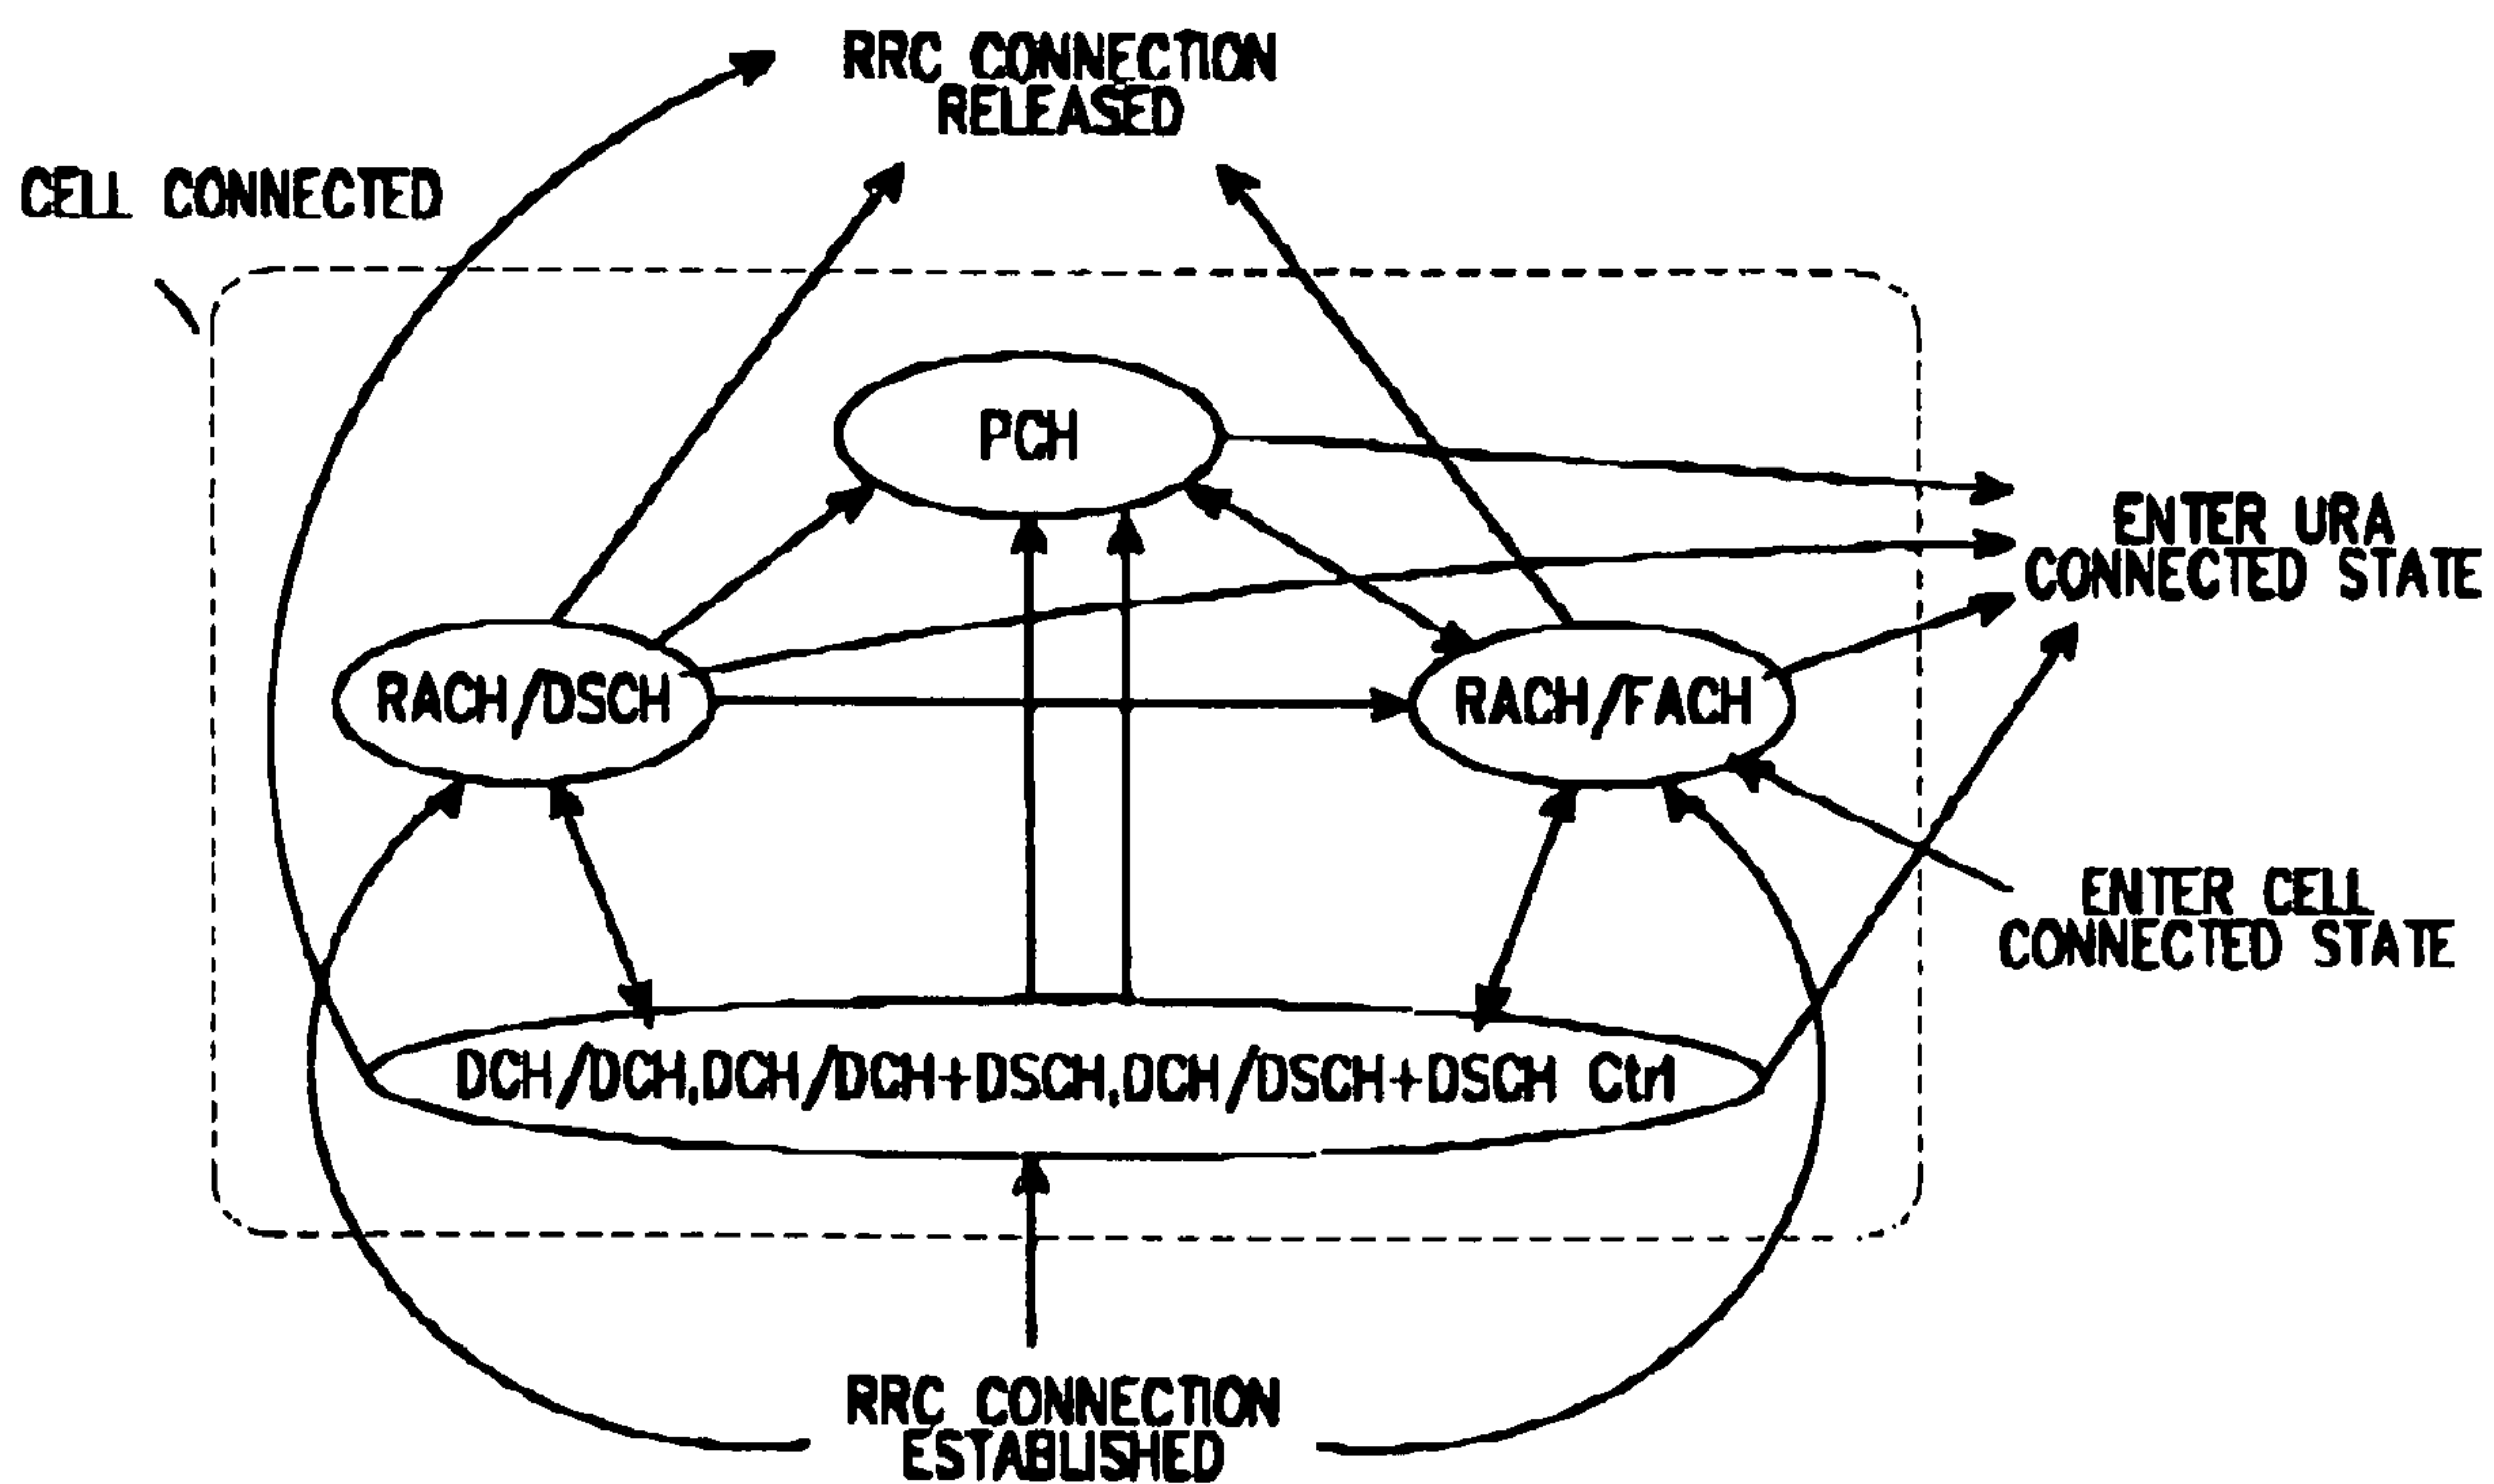 RRC CONNECTION
RELEASED
CELL CONNECTED
PCH
ENTER URA
CONNECTED STATE
RACH/DSCH
RACH/FACH
ENTER CELL
CONNECTED STATE
DCH/DCH,DCH/DCH+DSCH,DCH/DSCH+DSCH Ctrl
RRC CONNECTION
ESTABLISHED